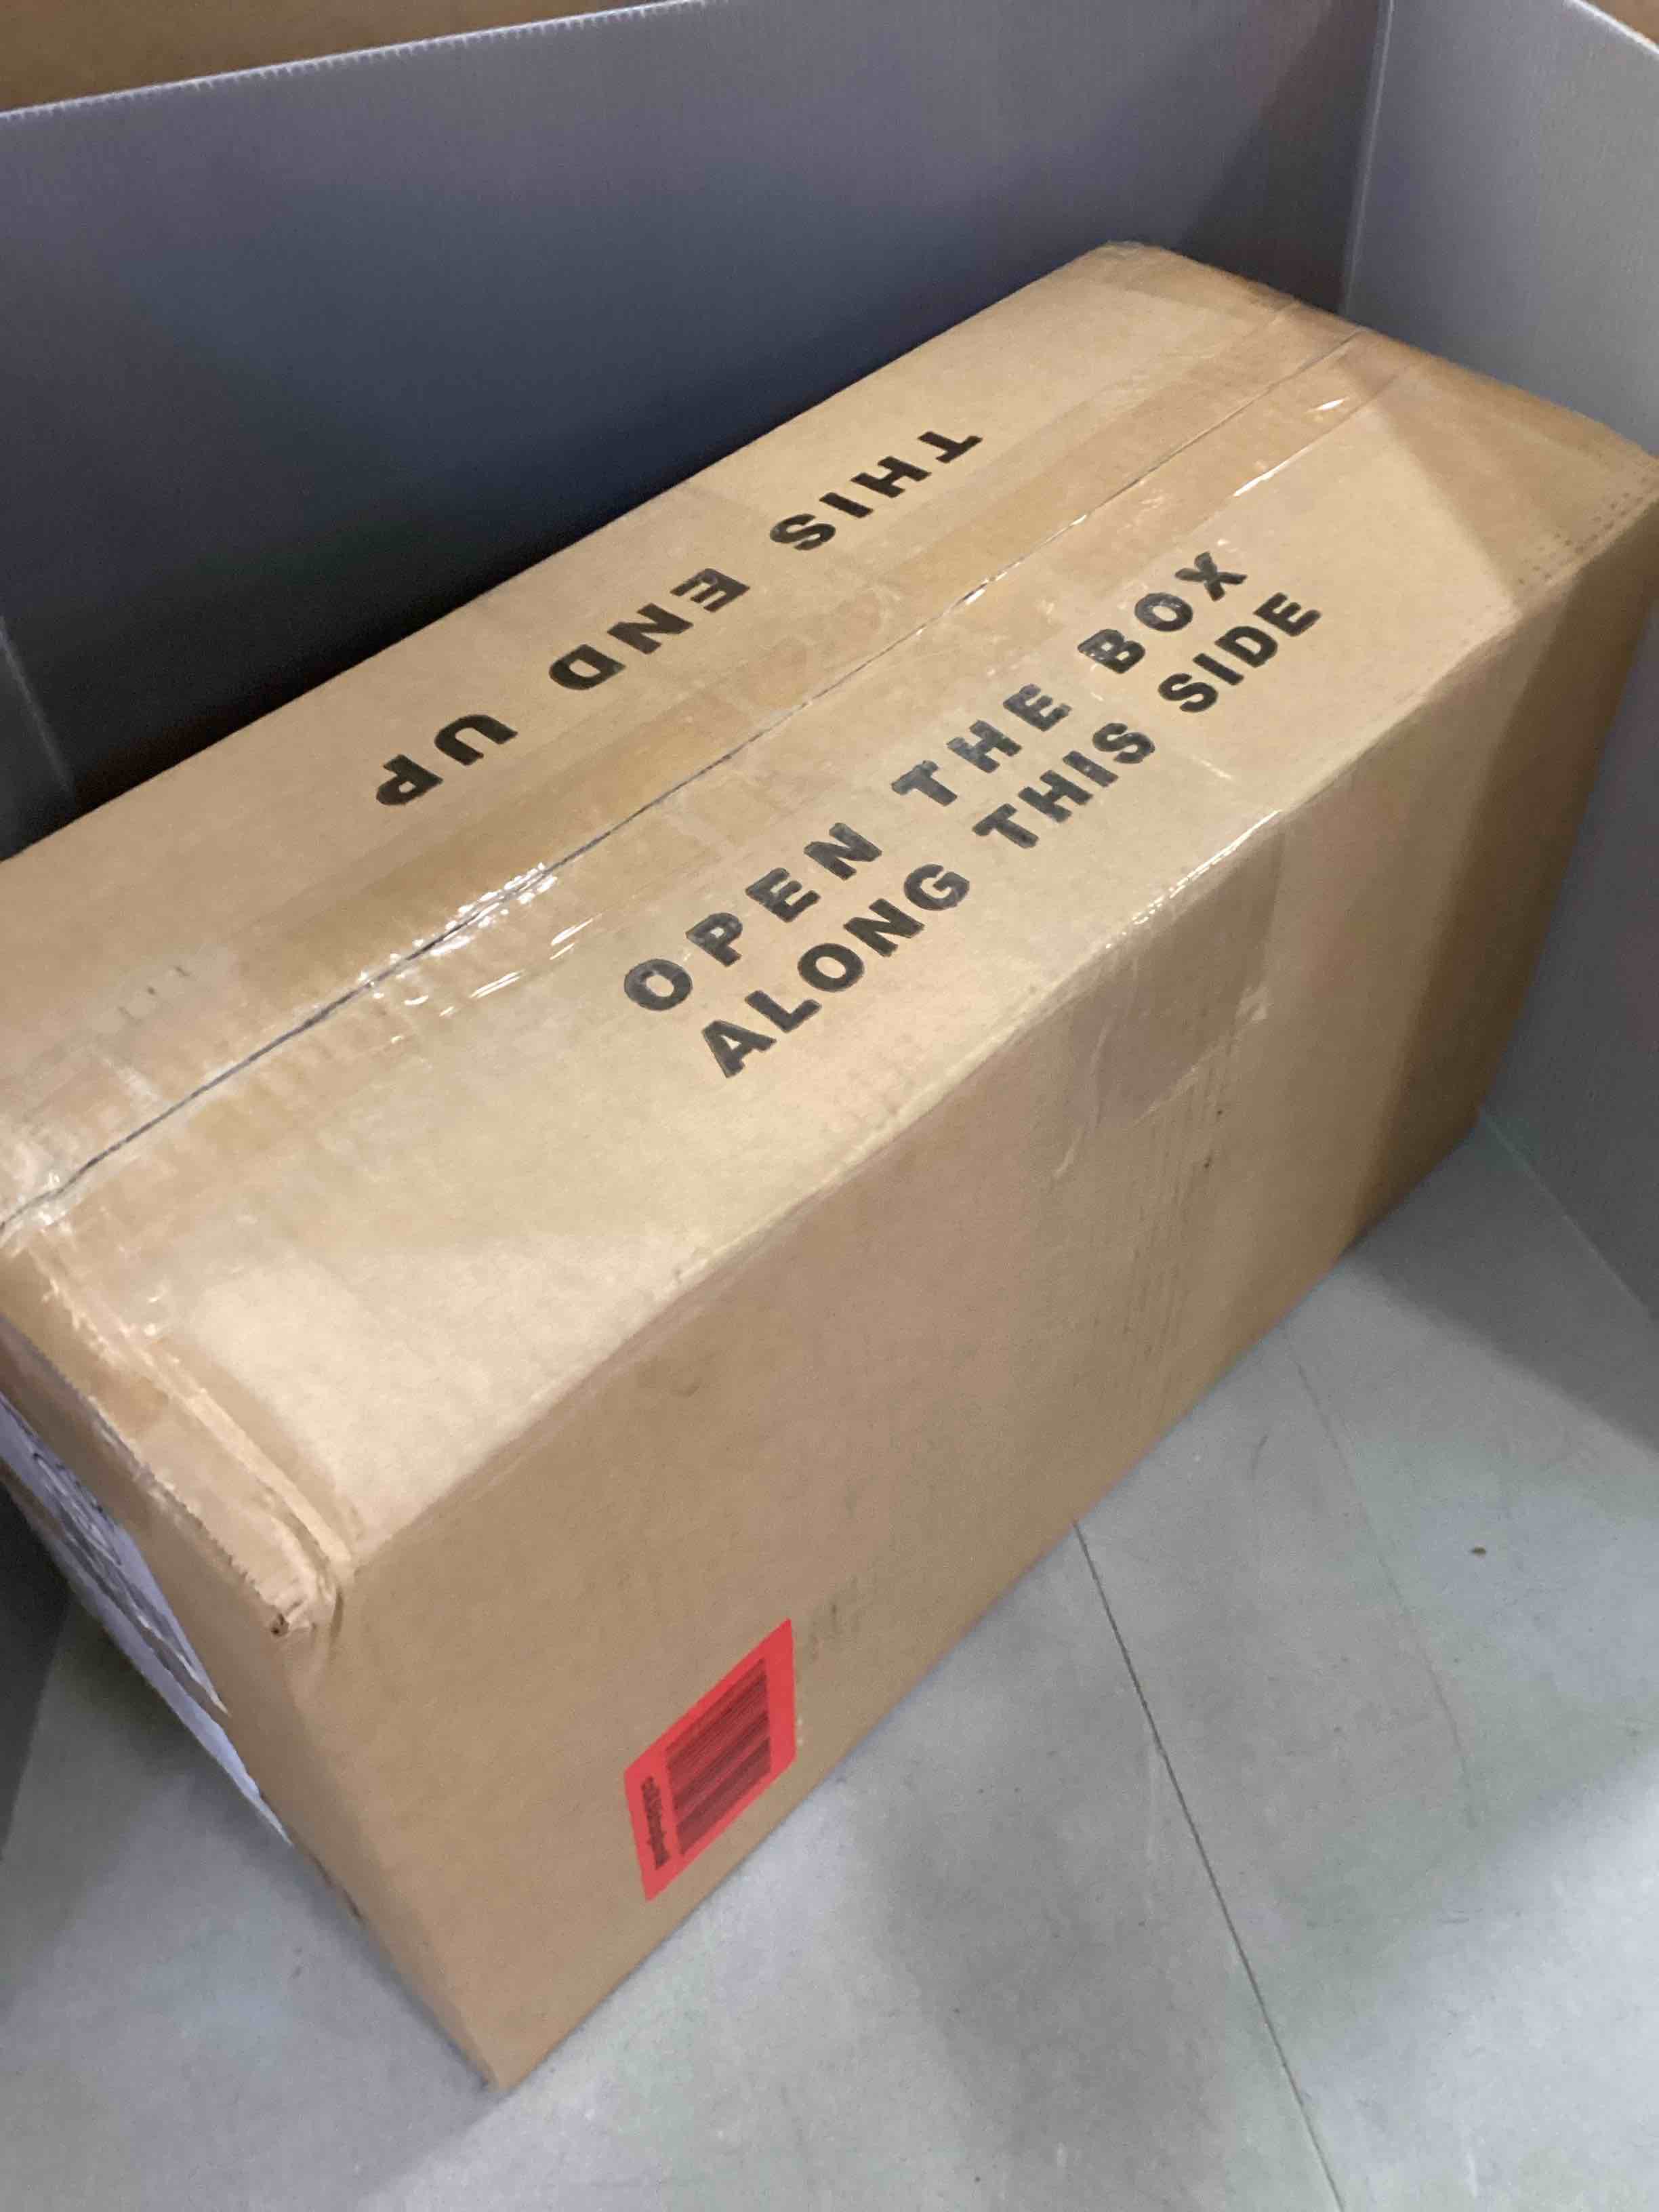 THIS END UP
OPEN THE BOX
ALONG THIS SIDE